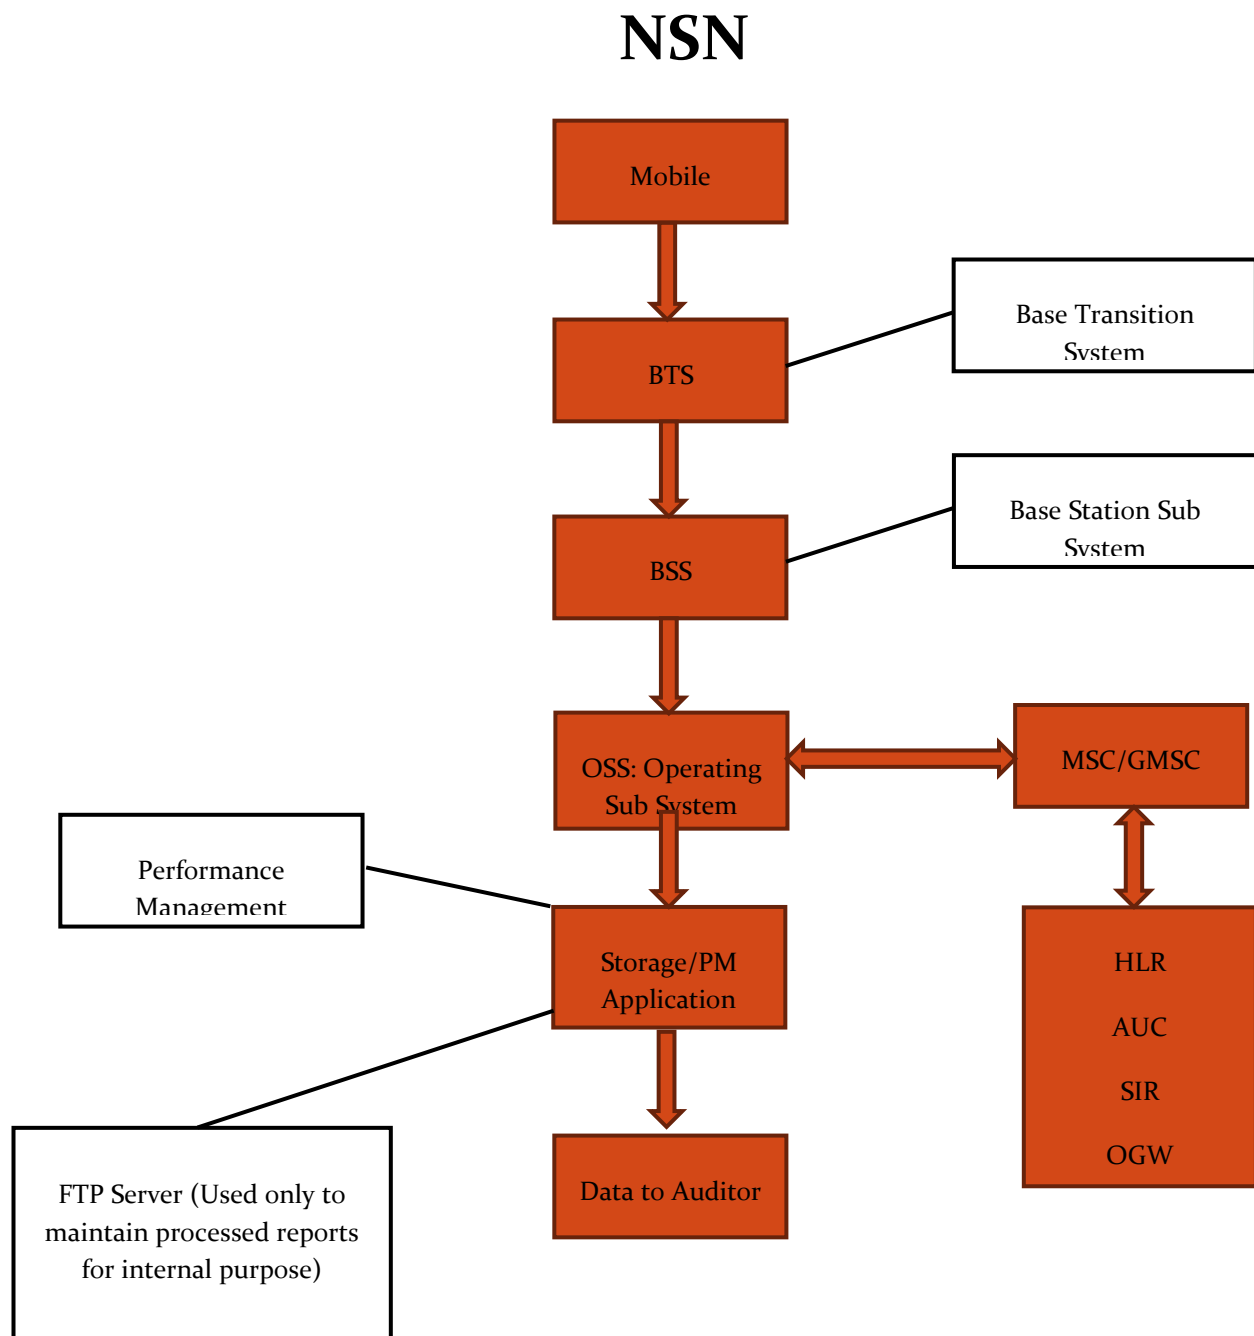 NSN
Mobile
Base Transition
System
BTS
Base Station Sub
System
BSS
OSS: Operating
Sub System
MSC/GMSC
Performance
Management
Storage/PM
Application
HLR
AUC
SIR
OGW
FTP Server (Used only to
maintain processed reports
for internal purpose)
Data to Auditor